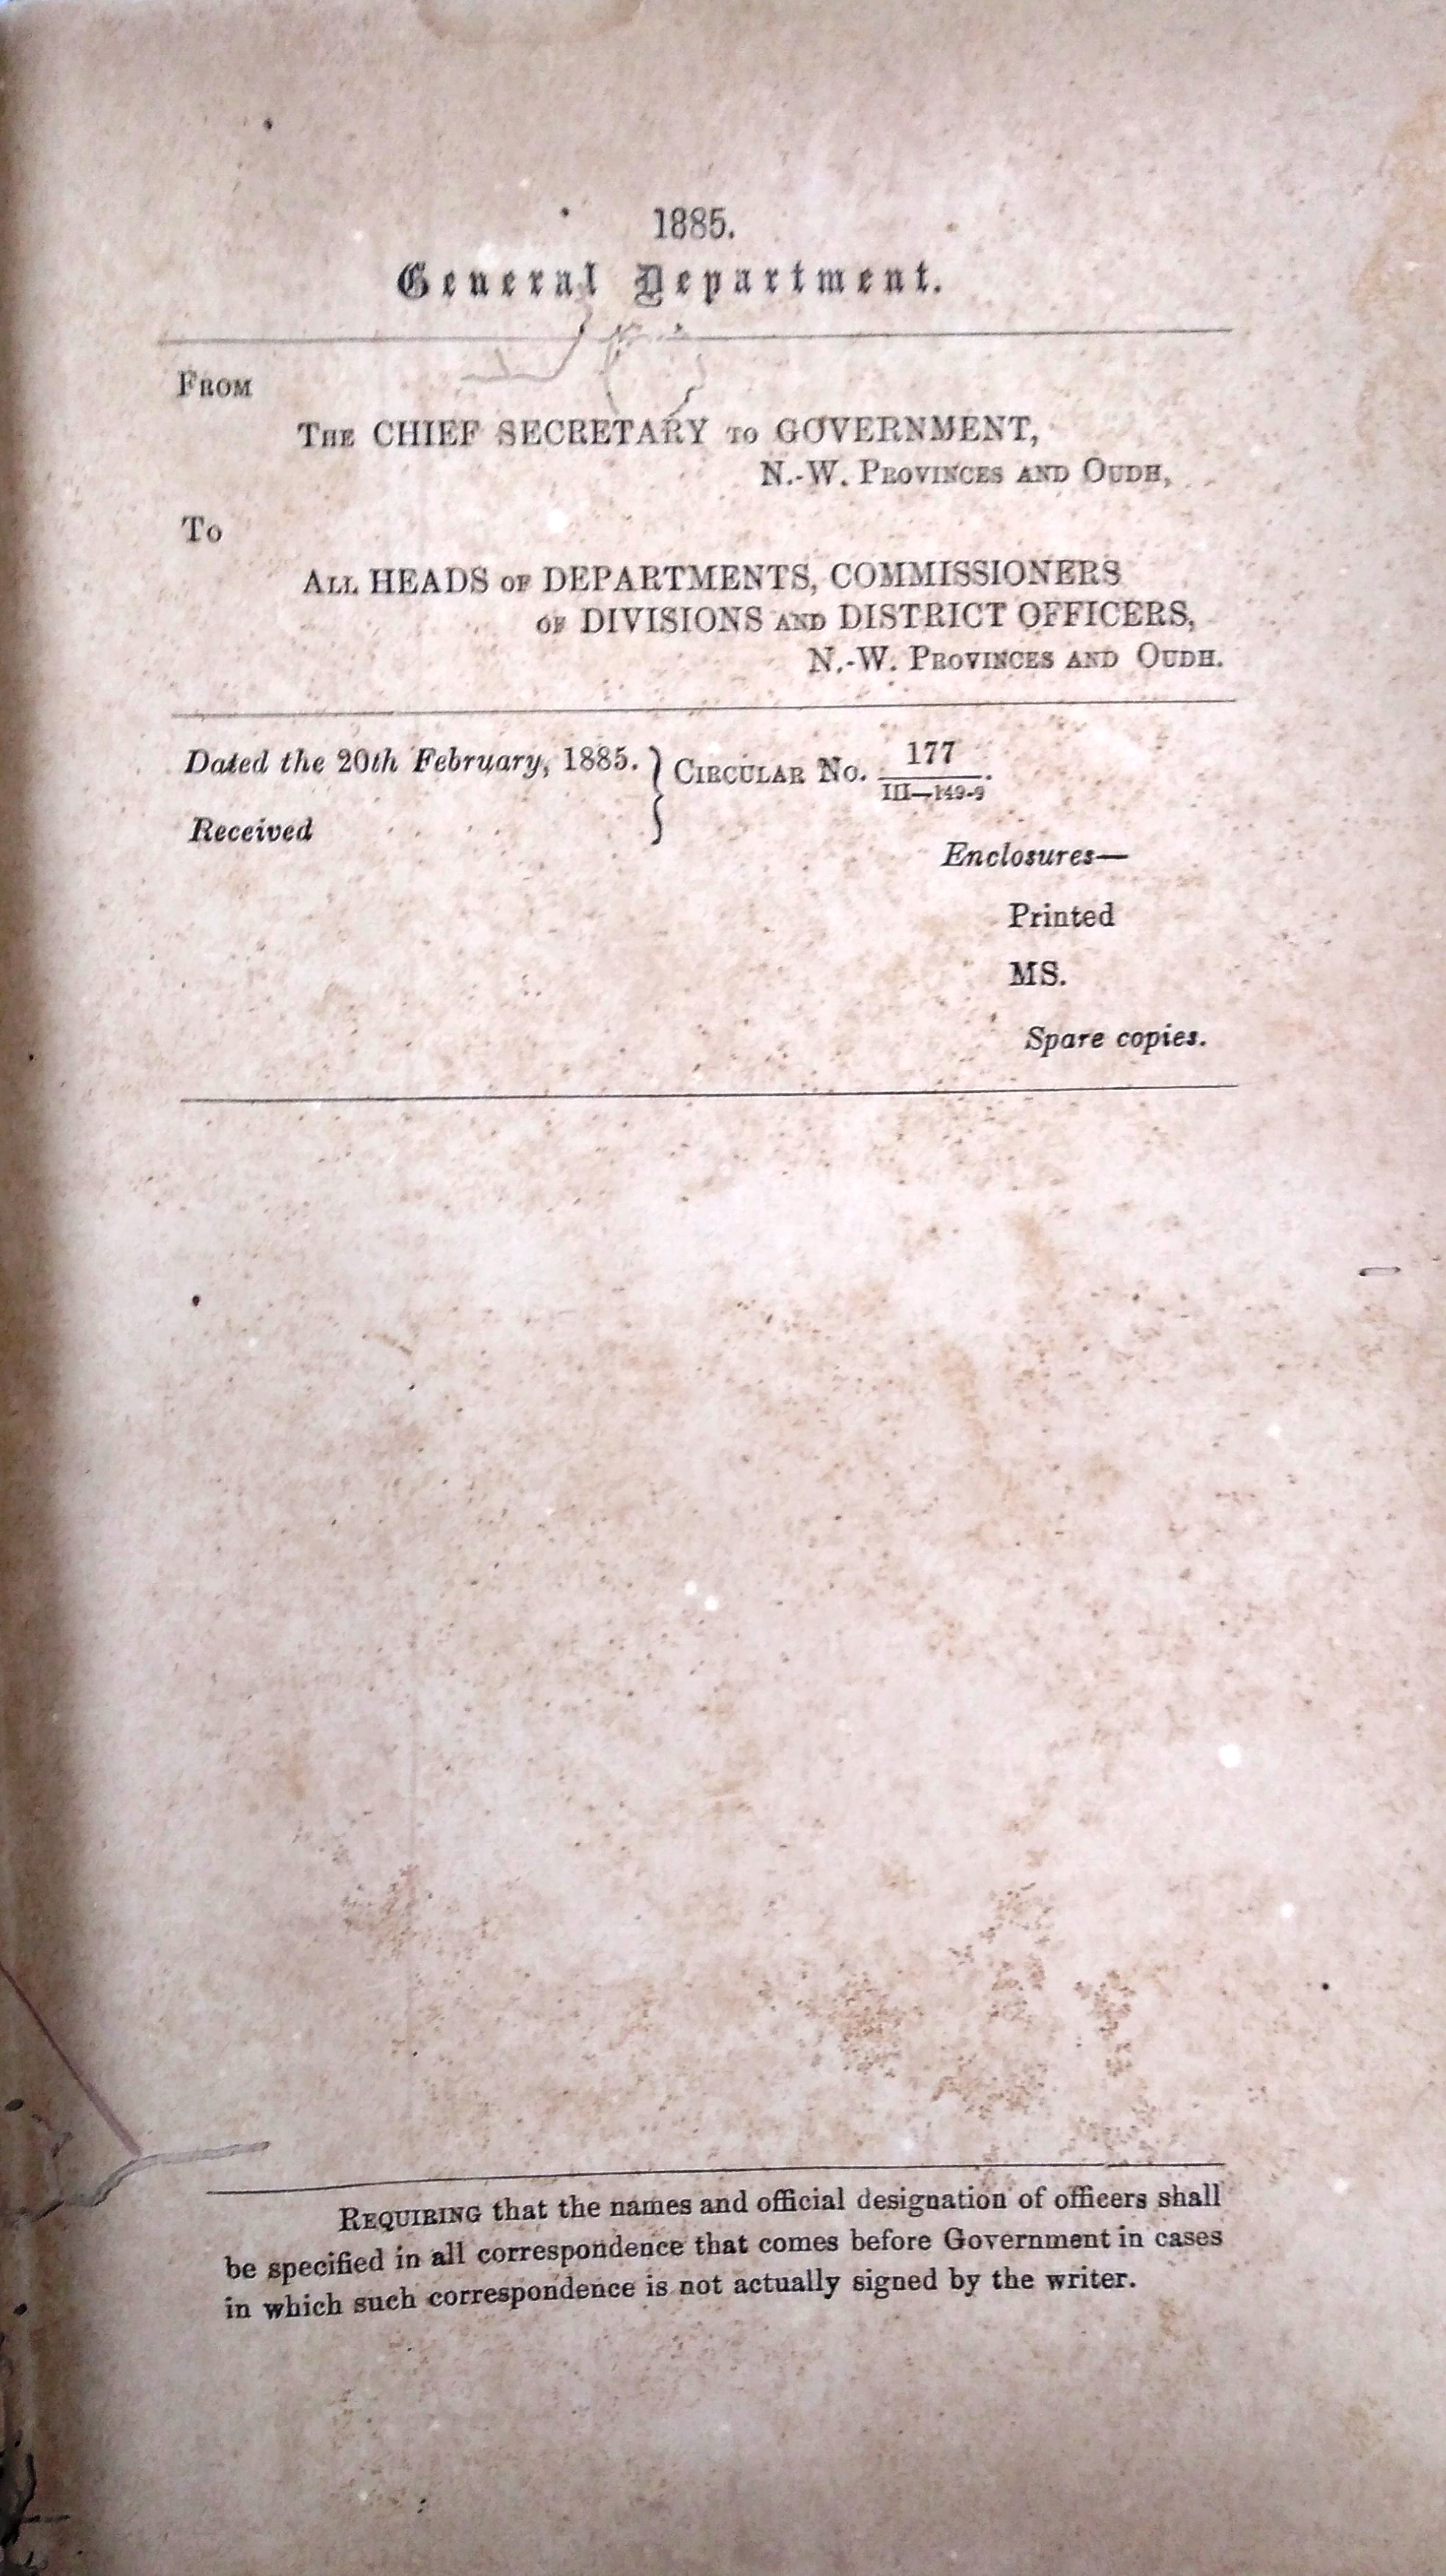 1885.
General Department.
FROM
THE CHIEF SECRETARY TO GOVERNMENT,
N.-W. PROVINCES AND OUDH,
To
ALL HEADS OF DEPARTMENTS, COMMISSIONERS
OF DIVISIONS AND DISTRICT OFFICERS,
N.-W. PROVINCES AND OUDH.
Dated the 20th February, 1885. } CIRCULAR No. 177
III—149-9.
Received
Enclosures—
Printed
MS.
Spare copies.
REQUIRING that the names and official designation of officers shall
be specified in all correspondence that comes before Government in cases
in which such correspondence is not actually signed by the writer.